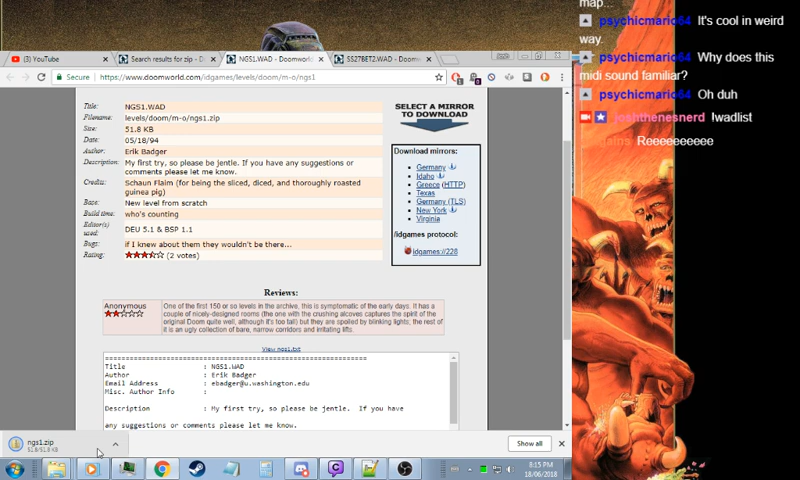 map...
psychicmario64 It's cool in weird
way.
psychicmario64 Why does this
midi sound familiar?
psychicmario64 Oh duh
joshthenesnerd !wadlist
Reeeeeeeeee
(3) YouTube
Search results for zip - D
NGS1.WAD - Doomworl
SS27BET2.WAD - Doom
Secure https://www.doomworld.com/idgames/levels/doom/m-o/ngs1
Title: NGS1.WAD
Filename: levels/doom/m-o/ngs1.zip
Size: 51.8 KB
Date: 05/18/94
Author: Erik Badger
Description: My first try, so please be jentle. If you have any suggestions or
comments please let me know.
Credits: Schaun Flaim (for being the sliced, diced, and thoroughly roasted
guinea pig)
Base: New level from scratch
Build time: who's counting
Editor(s)
used: DEU 5.1 & BSP 1.1
Bugs: if I knew about them they wouldn't be there...
Rating: (2 votes)
SELECT A MIRROR
TO DOWNLOAD
Download mirrors:
Germany
Idaho
Greece (HTTP)
Texas
Germany (TLS)
New York
Virginia
/idgames protocol:
idgames://228
Reviews:
Anonymous
One of the first 150 or so levels in the archive, this is symptomatic of the early days. It has a
couple of nicely-designed rooms (the one with the crushing alcoves captures the spirit of the
original Doom quite well, although it's too tall) but they are spoiled by blinking lights; the rest of
it is an ugly collection of bare, narrow corridors and irritating lifts.
View ngs1.txt
================================================================
Title : NGS1.WAD
Author : Erik Badger
Email Address : ebadger@u.washington.edu
Misc. Author Info :
Description : My first try, so please be jentle. If you have
any suggestions or comments please let me know.
ngs1.zip
51.8/51.8 KB
Show all
8:15 PM
18/06/2018